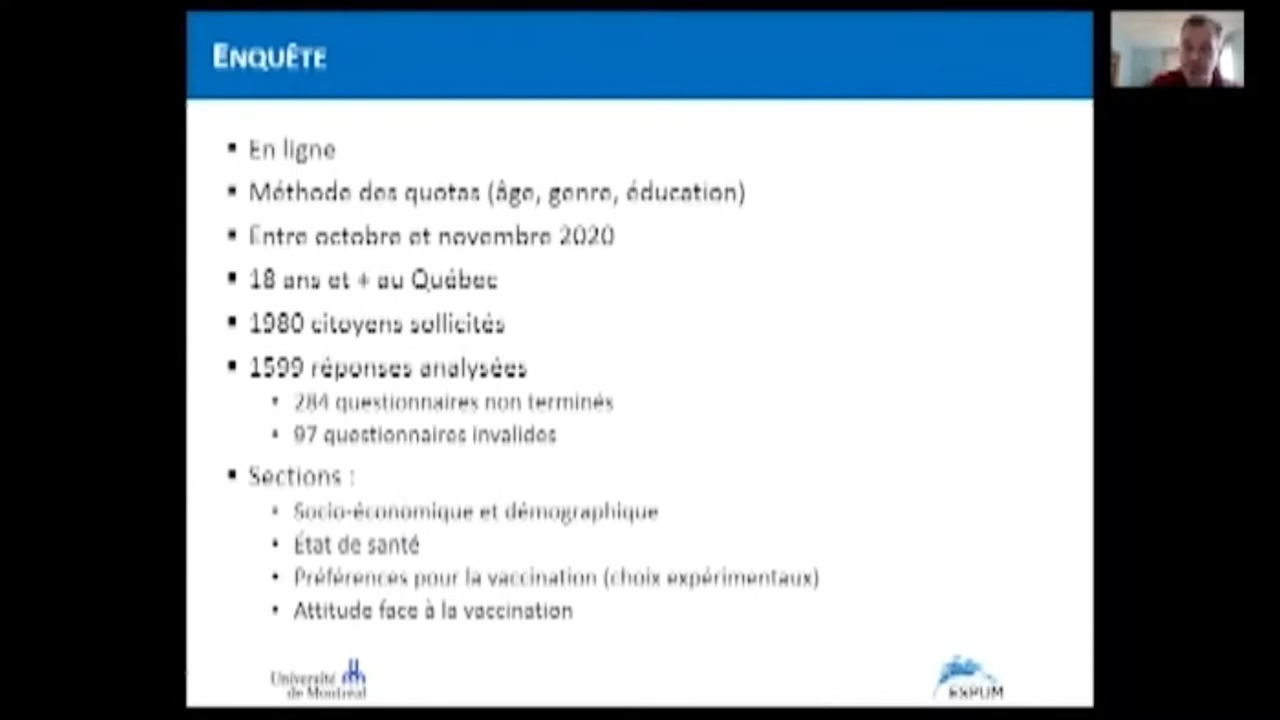 ENQUÊTE
▪ En ligne
▪ Méthode des quotas (âge, genre, éducation)
▪ Entre octobre et novembre 2020
▪ 18 ans et + au Québec
▪ 1980 citoyens sollicités
▪ 1599 réponses analysées
• 284 questionnaires non terminés
• 97 questionnaires invalides
▪ Sections :
• Socio-économique et démographique
• État de santé
• Préférences pour la vaccination (choix expérimentaux)
• Attitude face à la vaccination
Université
de Montréal
ESPUM